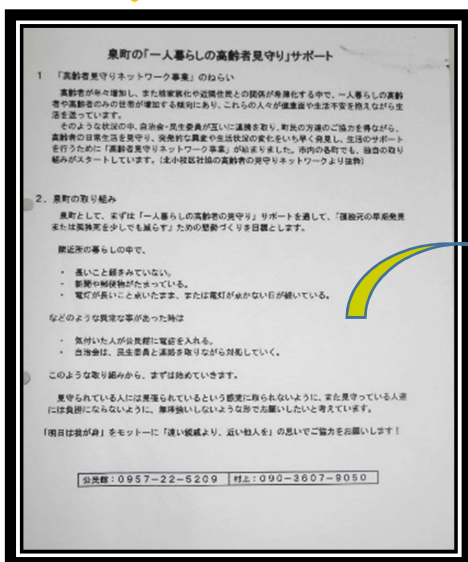 泉町の「一人暮らしの高齢者見守り」サポート
1 「高齢者見守りネットワーク事業」のねらい
高齢者が年々増加し、また核家族化や近隣住民との関係が希薄化する中で、一人暮らしの高齢
者や高齢者のみの世帯が増加する傾向にあり、これらの人々が健康面や生活不安を抱えながら生
活を送っています。
そのような状況の中、自治会・民生委員が互いに連携を取り、町民の方達のご協力を得ながら、
高齢者の日常生活を見守り、突発的な異変や生活状況の変化をいち早く発見し、生活のサポート
を行うために「高齢者見守りネットワーク事業」が始まりました。市内の各町でも、独自の取り
組みがスタートしています。(北小校区社協の高齢者の見守りネットワークより抜粋)
2. 泉町の取り組み
泉町として、まずは「一人暮らしの高齢者の見守り」サポートを通して、「孤独死の早期発見
または孤独死を少しでも減らす」ための態勢づくりを目標とします。
隣近所の暮らしの中で、
・ 長いこと顔をみていない。
・ 新聞や郵便物がたまっている。
・ 電灯が長いこと点いたまま、または電灯が点かない日が続いている。
などのような異常な事があった時は
・ 気付いた人が公民館に電話を入れる。
・ 自治会は、民生委員と連絡を取りながら対処していく。
このような取り組みから、まずは始めていきます。
見守られている人には見張られているという感覚に取られないように、また見守っている人達
には負担にならないように、無理強いしないような形でお願いしたいと考えています。
「明日は我が身」をモットーに「遠い親戚より、近い他人を」の思いでご協力をお願いします!
公民館:0957-22-5209 村上:090-3607-9050